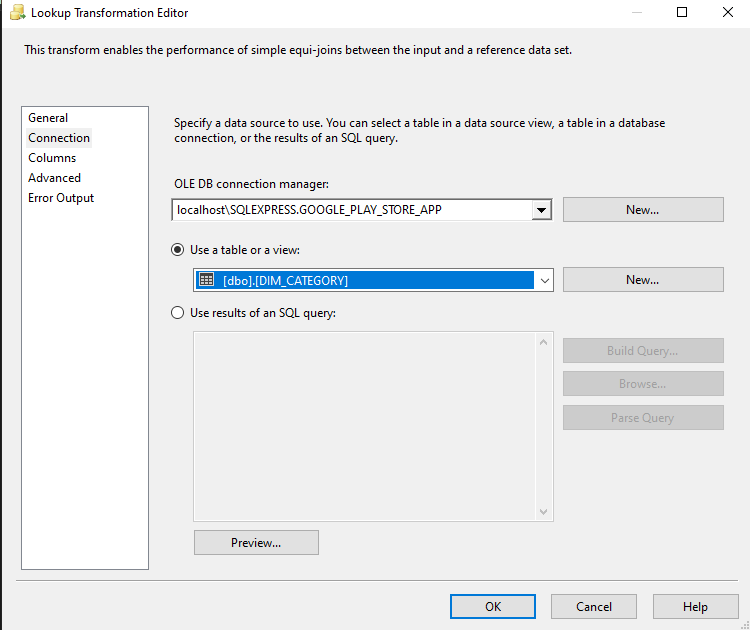 Lookup Transformation Editor
This transform enables the performance of simple equi-joins between the input and a reference data set.
General
Connection
Columns
Advanced
Error Output
Specify a data source to use. You can select a table in a data source view, a table in a database
connection, or the results of an SQL query.
OLE DB connection manager:
localhost\SQLEXPRESS.GOOGLE_PLAY_STORE_APP
New...
Use a table or a view:
[dbo].[DIM_CATEGORY]
New...
Use results of an SQL query:
Build Query...
Browse...
Parse Query
Preview...
OK
Cancel
Help